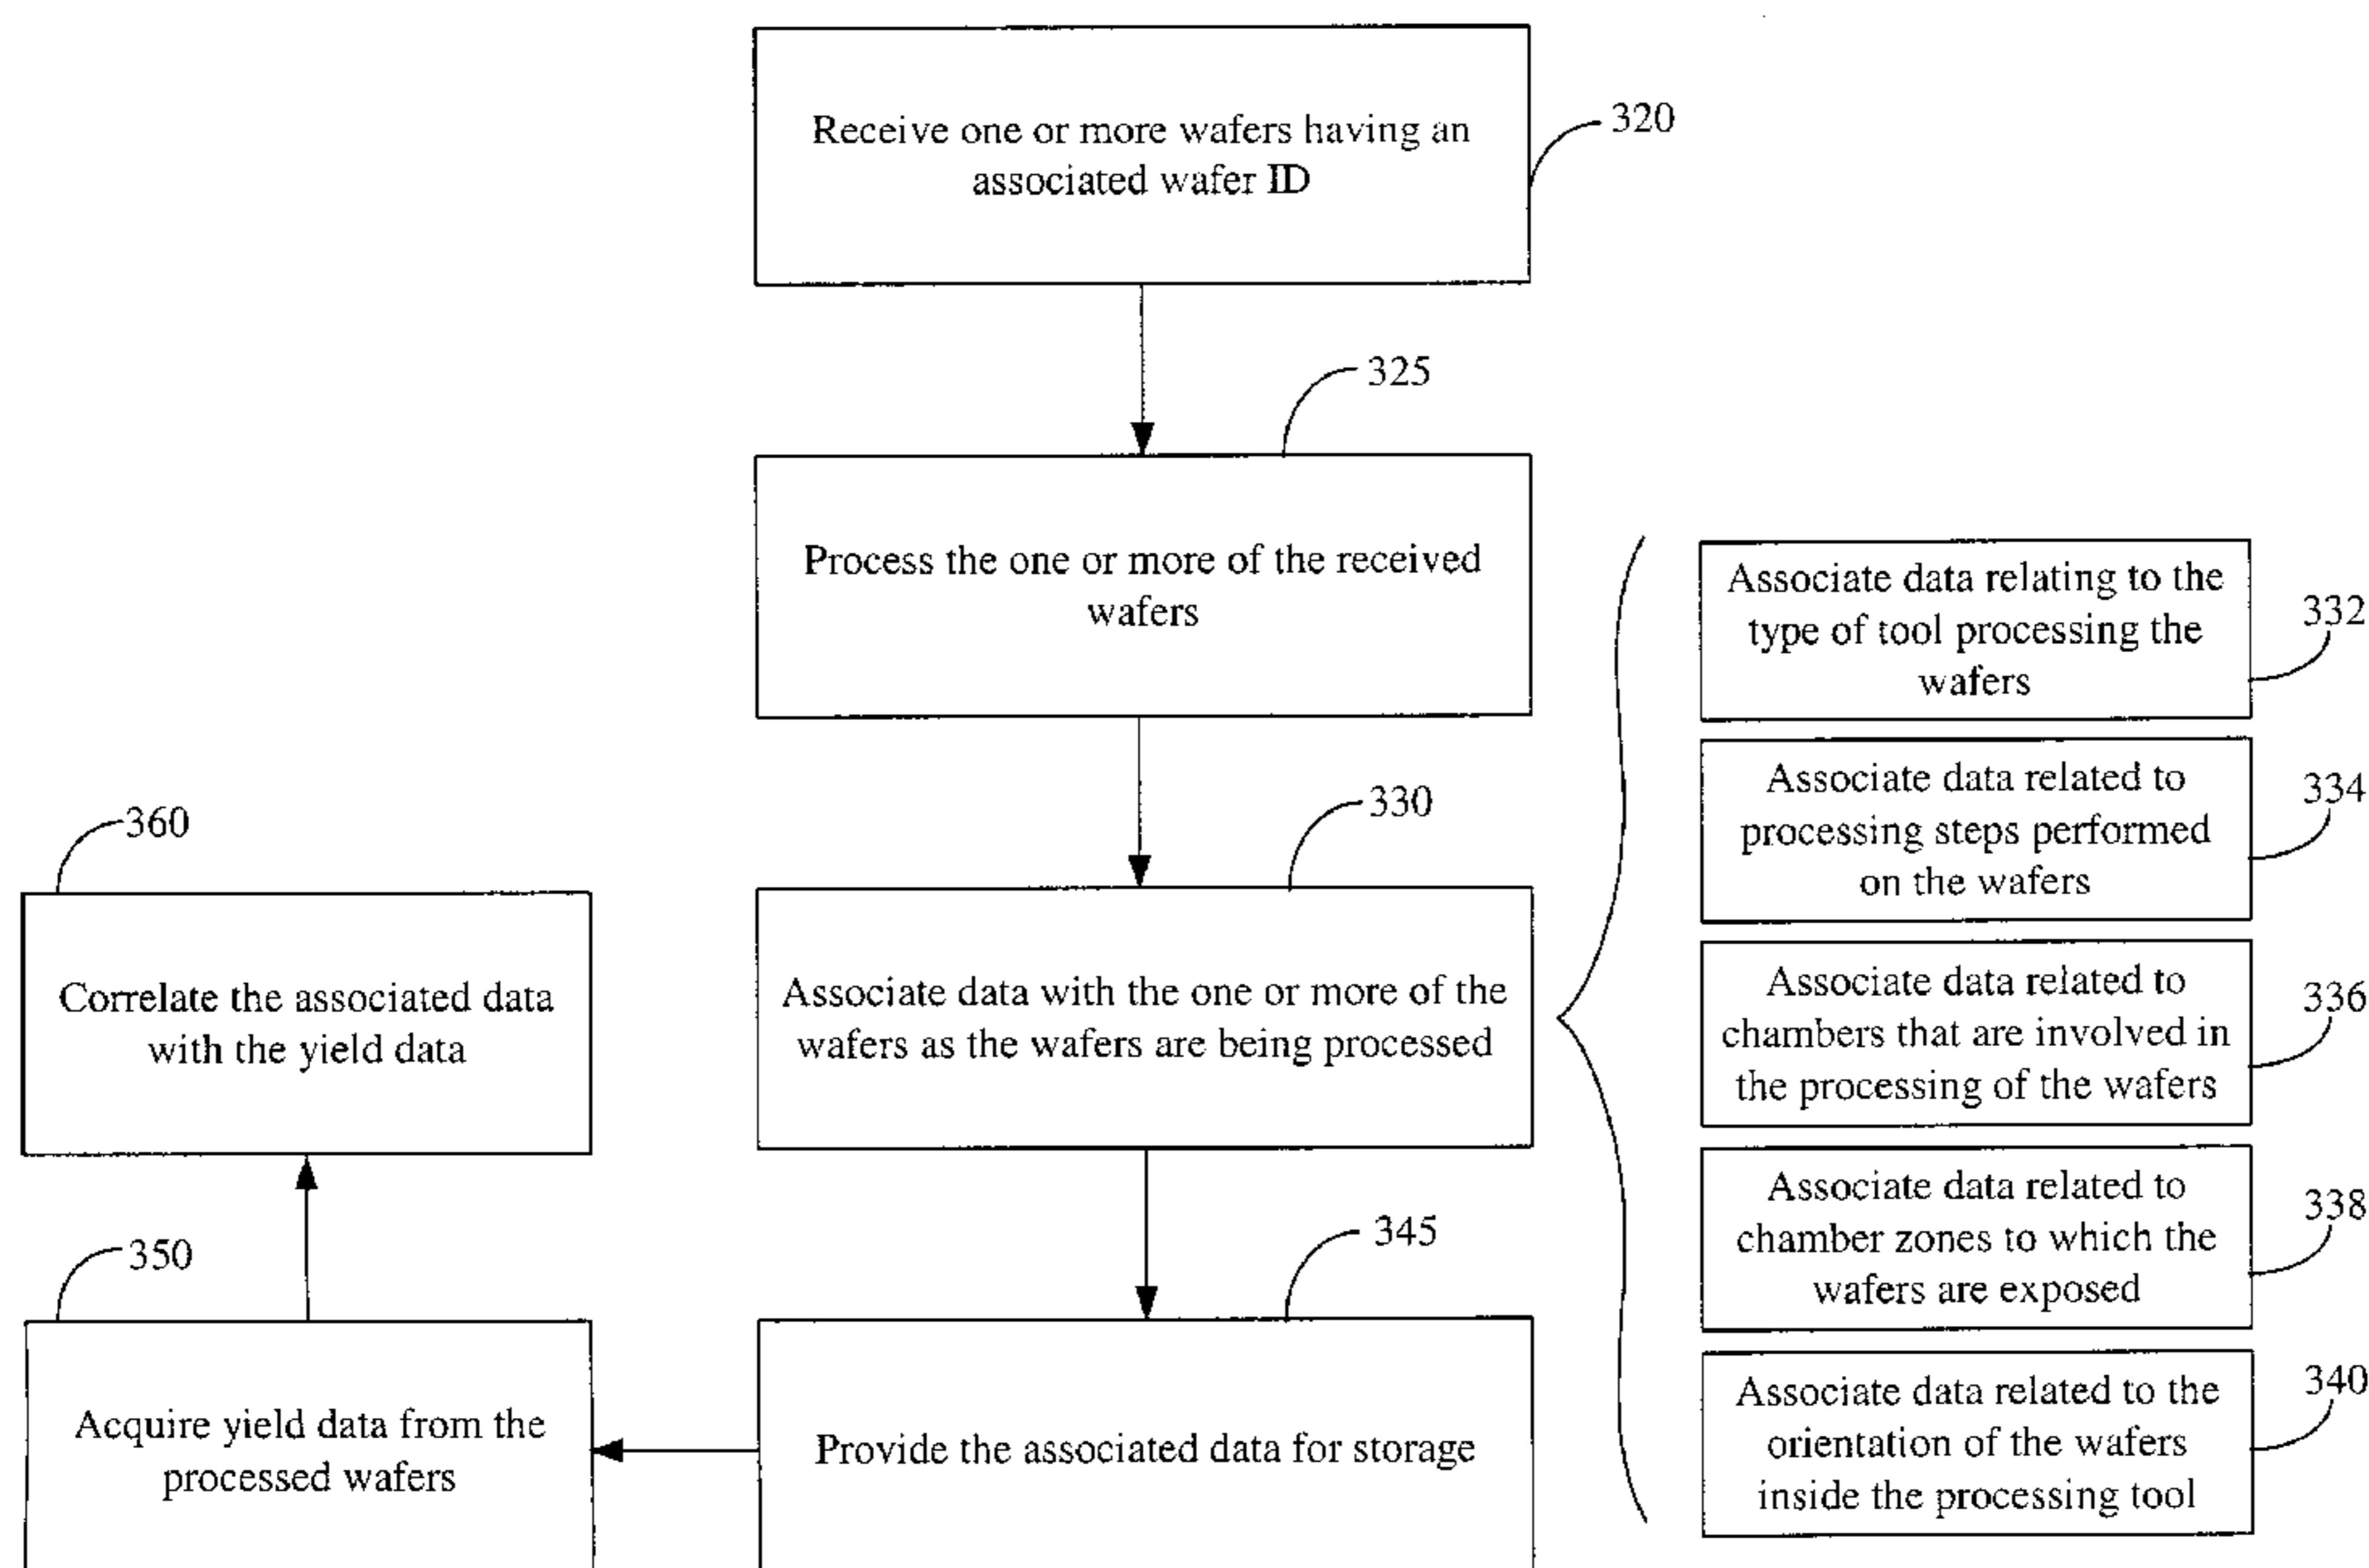 Receive one or more wafers having an
associated wafer ID
320
325
Process the one or more of the received
wafers
330
Associate data with the one or more of the
wafers as the wafers are being processed
Associate data relating to the
type of tool processing the
wafers
332
Associate data related to
processing steps performed
on the wafers
334
Associate data related to
chambers that are involved in
the processing of the wafers
336
Associate data related to
chamber zones to which the
wafers are exposed
338
Associate data related to the
orientation of the wafers
inside the processing tool
340
345
Provide the associated data for storage
350
Acquire yield data from the
processed wafers
360
Correlate the associated data
with the yield data